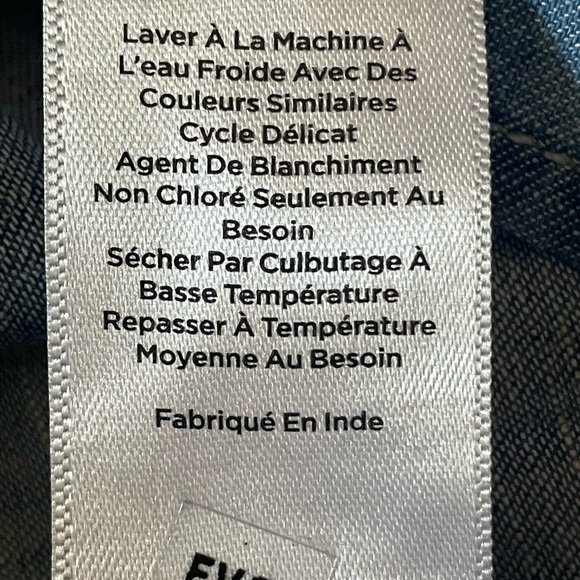 Laver À La Machine À
L'eau Froide Avec Des
Couleurs Similaires
Cycle Délicat
Agent De Blanchiment
Non Chloré Seulement Au
Besoin
Sécher Par Culbutage À
Basse Température
Repasser À Température
Moyenne Au Besoin
Fabriqué En Inde